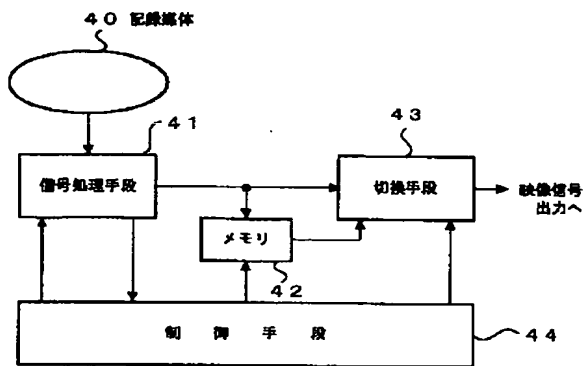 40 記録媒体
41
43
信号処理手段
切換手段
映像信号
出力へ
メモリ
42
制御手段
44